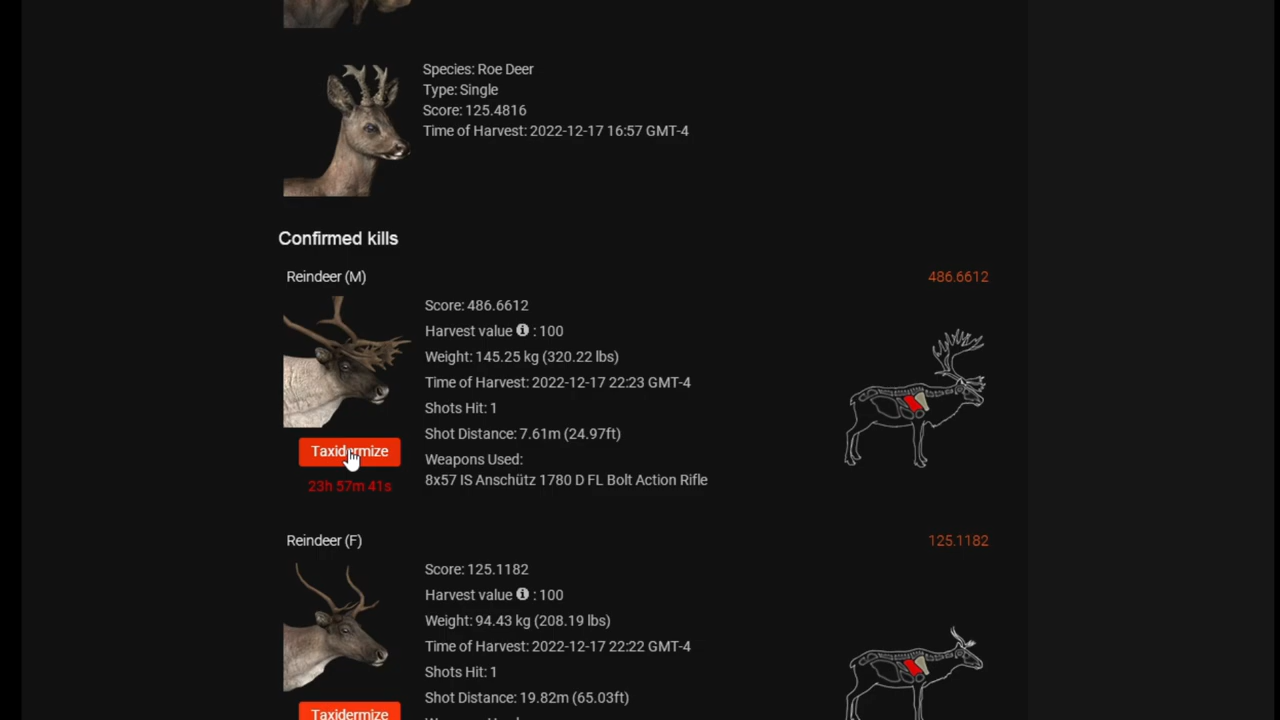 Species: Roe Deer
Type: Single
Score: 125.4816
Time of Harvest: 2022-12-17 16:57 GMT-4
Confirmed kills
Reindeer (M)
486.6612
Score: 486.6612
Harvest value : 100
Weight: 145.25 kg (320.22 lbs)
Time of Harvest: 2022-12-17 22:23 GMT-4
Shots Hit: 1
Shot Distance: 7.61m (24.97ft)
Weapons Used:
8x57 IS Anschütz 1780 D FL Bolt Action Rifle
Taxidermize
23h 57m 41s
Reindeer (F)
125.1182
Score: 125.1182
Harvest value : 100
Weight: 94.43 kg (208.19 lbs)
Time of Harvest: 2022-12-17 22:22 GMT-4
Shots Hit: 1
Shot Distance: 19.82m (65.03ft)
Taxidermize